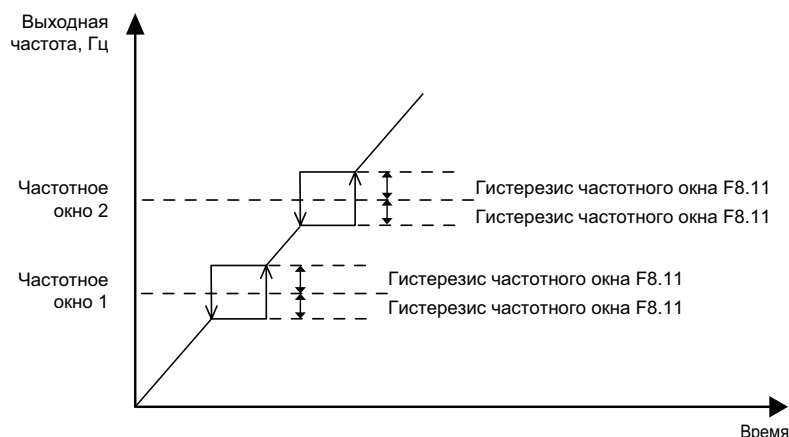 Выходная
частота, Гц
Частотное
окно 2
Гистерезис частотного окна F8.11
Гистерезис частотного окна F8.11
Частотное
окно 1
Гистерезис частотного окна F8.11
Гистерезис частотного окна F8.11
Время